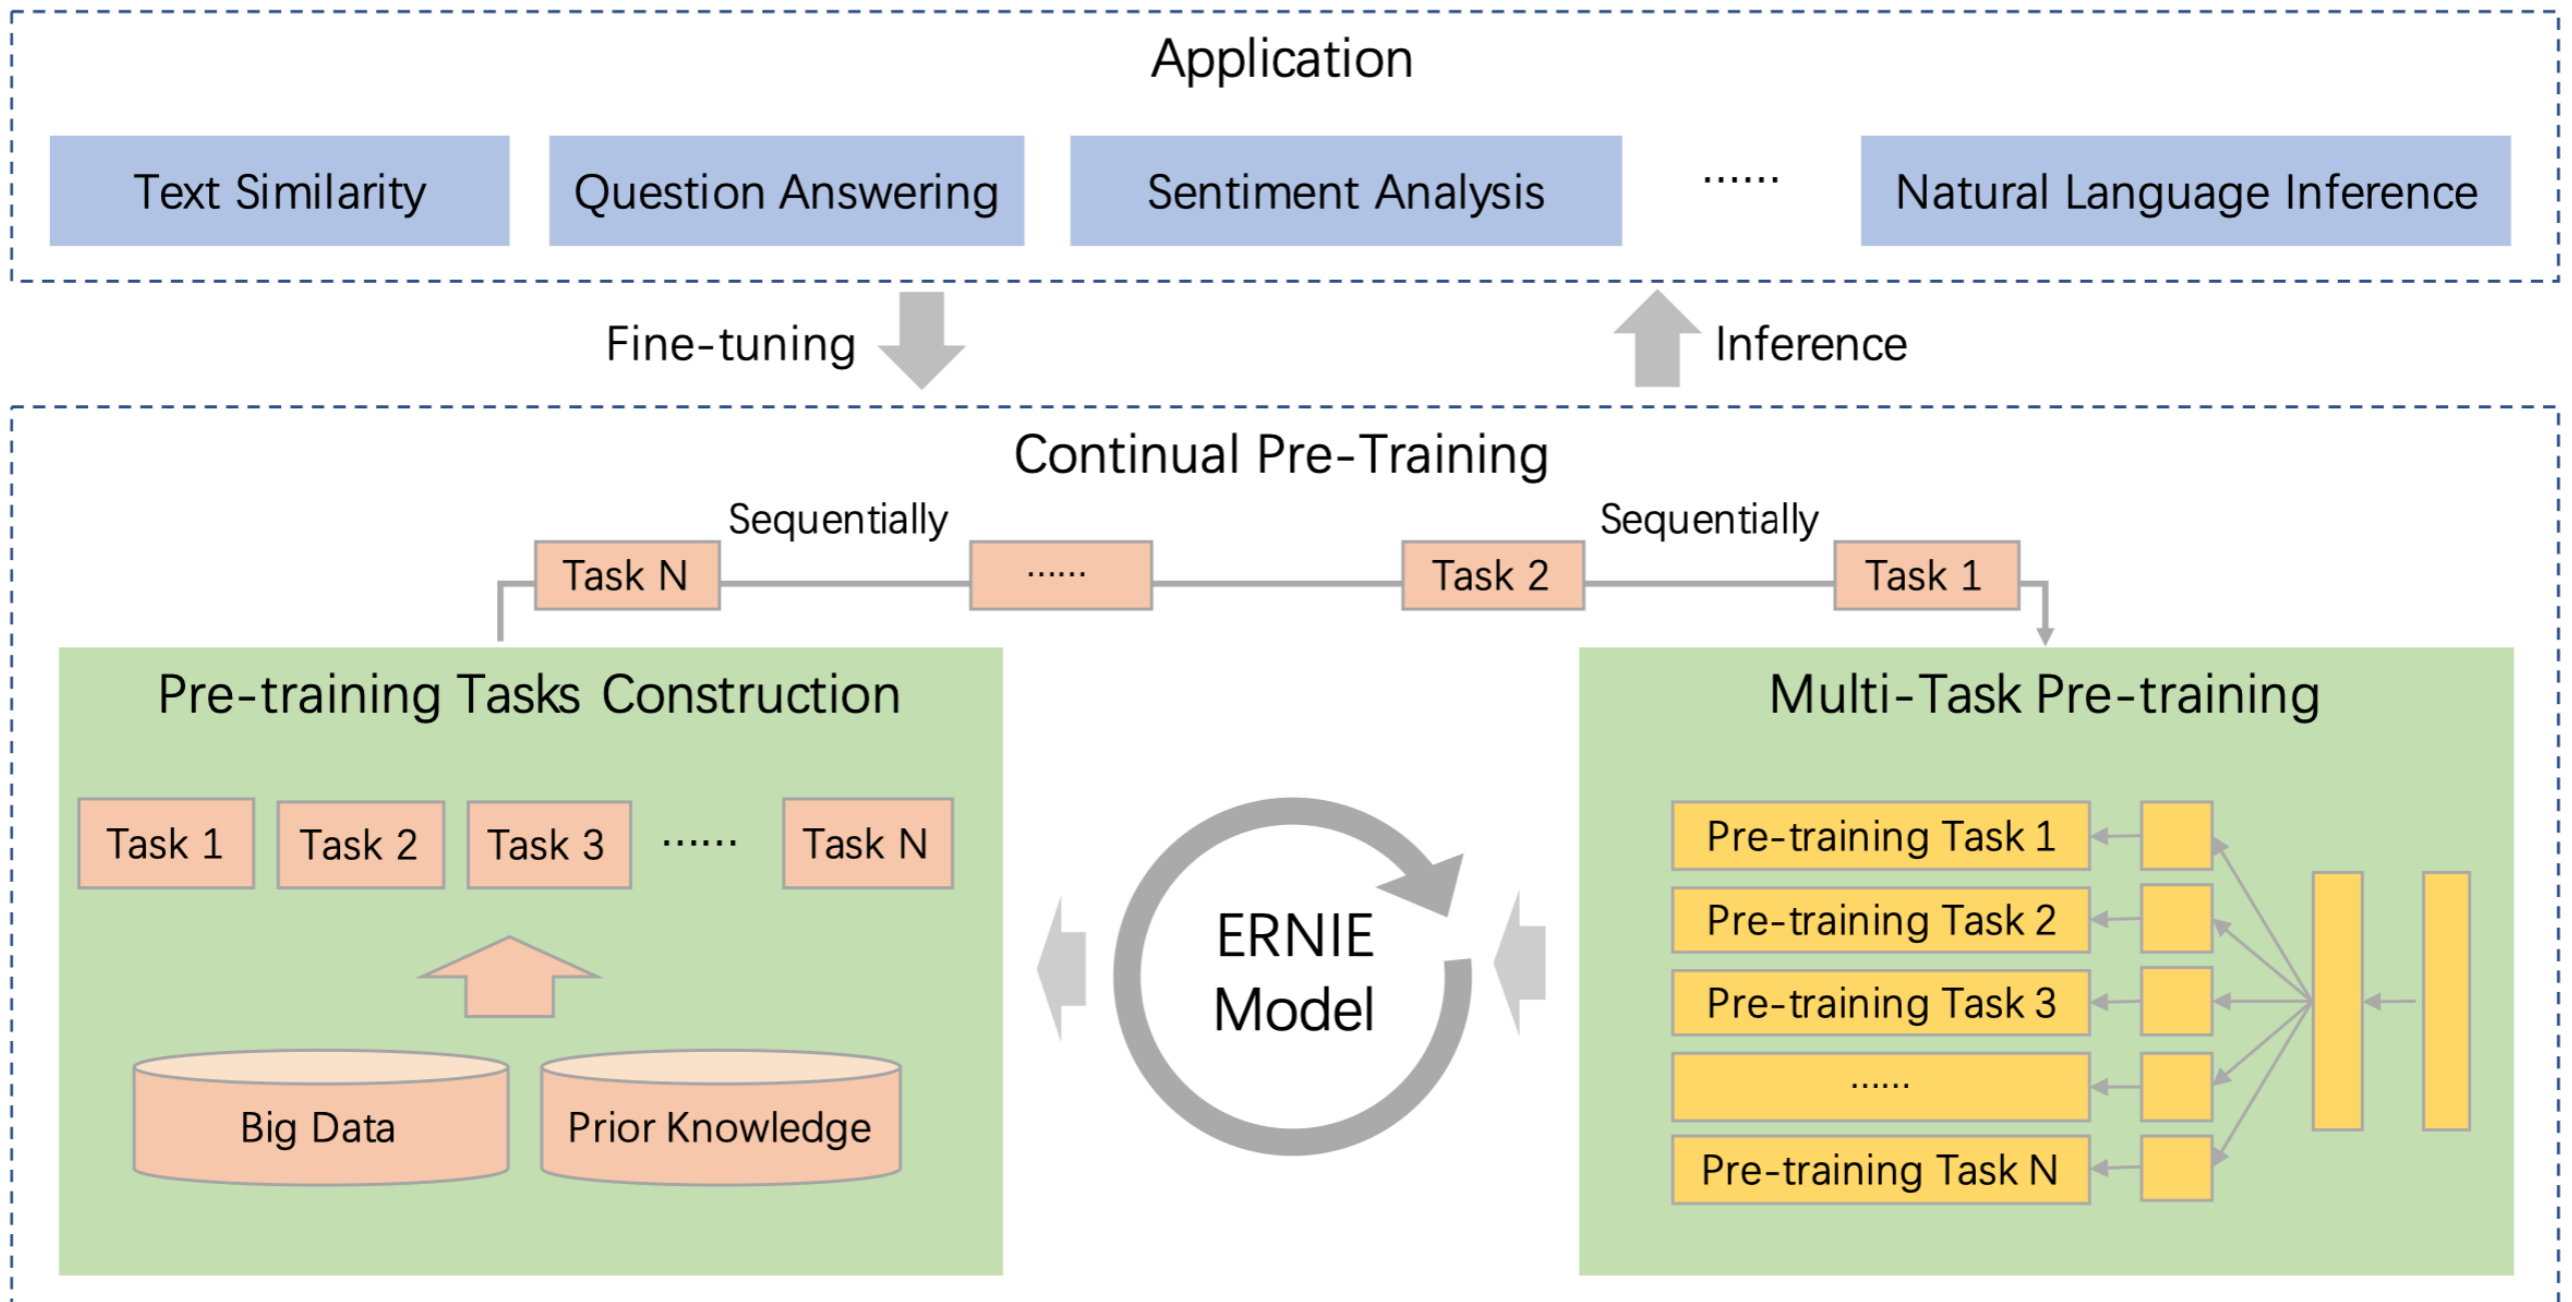 Application
Text Similarity
Question Answering
Sentiment Analysis
······
Natural Language Inference
Fine-tuning
Inference
Continual Pre-Training
Sequentially
Sequentially
Task N
······
Task 2
Task 1
Pre-training Tasks Construction
Task 1
Task 2
Task 3
······
Task N
Big Data
Prior Knowledge
ERNIE
Model
Multi-Task Pre-training
Pre-training Task 1
Pre-training Task 2
Pre-training Task 3
······
Pre-training Task N